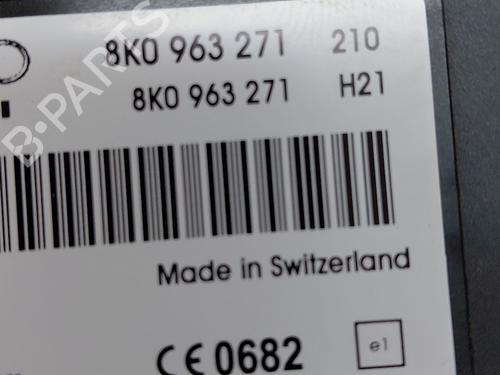 8K0 963 271 210
8K0 963 271 H21
B-PARTS
Made in Switzerland
CE 0682 e1